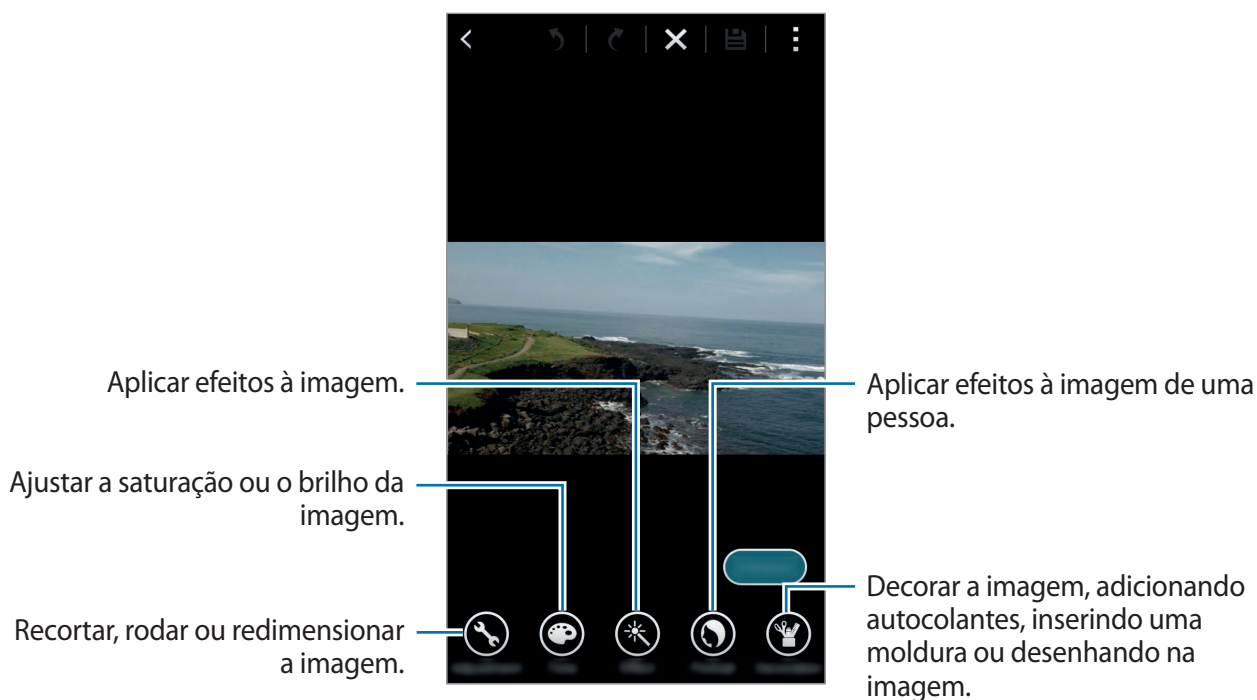 Aplicar efeitos à imagem.
Ajustar a saturação ou o brilho da
imagem.
Recortar, rodar ou redimensionar
a imagem.
Aplicar efeitos à imagem de uma
pessoa.
Decorar a imagem, adicionando
autocolantes, inserindo uma
moldura ou desenhando na
imagem.